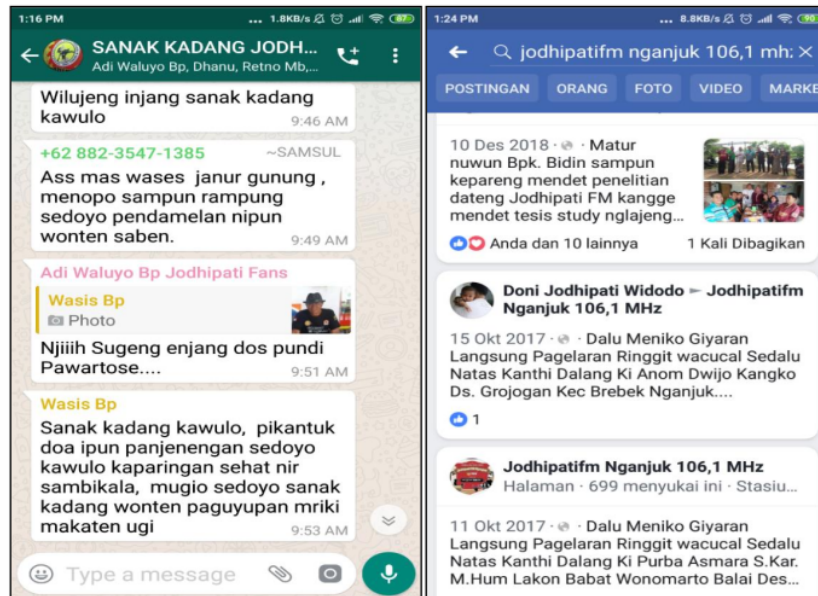 1:16 PM
... 1.8KB/s
87
SANAK KADANG JODH...
Adi Waluyo Bp, Dhanu, Retno Mb,...
Wilujeng injang sanak kadang
kawulo
9:46 AM
+62 882-3547-1385
~SAMSUL
Ass mas wases janur gunung ,
menopo sampun rampung
sedoyo pendamelan nipun
wonten saben.
9:49 AM
Adi Waluyo Bp Jodhipati Fans
Wasis Bp
Photo
Njiiih Sugeng enjang dos pundi
Pawartose....
9:51 AM
Wasis Bp
Sanak kadang kawulo, pikantuk
doa ipun panjenengan sedoyo
kawulo kaparingan sehat nir
sambikala, mugio sedoyo sanak
kadang wonten paguyupan mriki
makaten ugi
9:53 AM
Type a message
1:24 PM
... 8.8KB/s
90
jodhipatifm nganjuk 106,1 mh:
POSTINGAN
ORANG
FOTO
VIDEO
MARKE
10 Des 2018 · Matur
nuwun Bpk. Bidin sampun
kepareng mendet penelitian
dateng Jodhipati FM kangge
mendet tesis study nglajeng...
Anda dan 10 lainnya
1 Kali Dibagikan
Doni Jodhipati Widodo ► Jodhipatifm
Nganjuk 106,1 MHz
15 Okt 2017 · Dalu Meniko Giyaran
Langsung Pagelaran Ringgit wacucal Sedalu
Natas Kanthi Dalang Ki Anom Dwijo Kangko
Ds. Grojogan Kec Brebek Nganjuk....
1
Jodhipatifm Nganjuk 106,1 MHz
Halaman · 699 menyukai ini · Stasiu...
11 Okt 2017 · Dalu Meniko Giyaran
Langsung Pagelaran Ringgit wacucal Sedalu
Natas Kanthi Dalang Ki Purba Asmara S.Kar.
M.Hum Lakon Babat Wonomarto Balai Des...